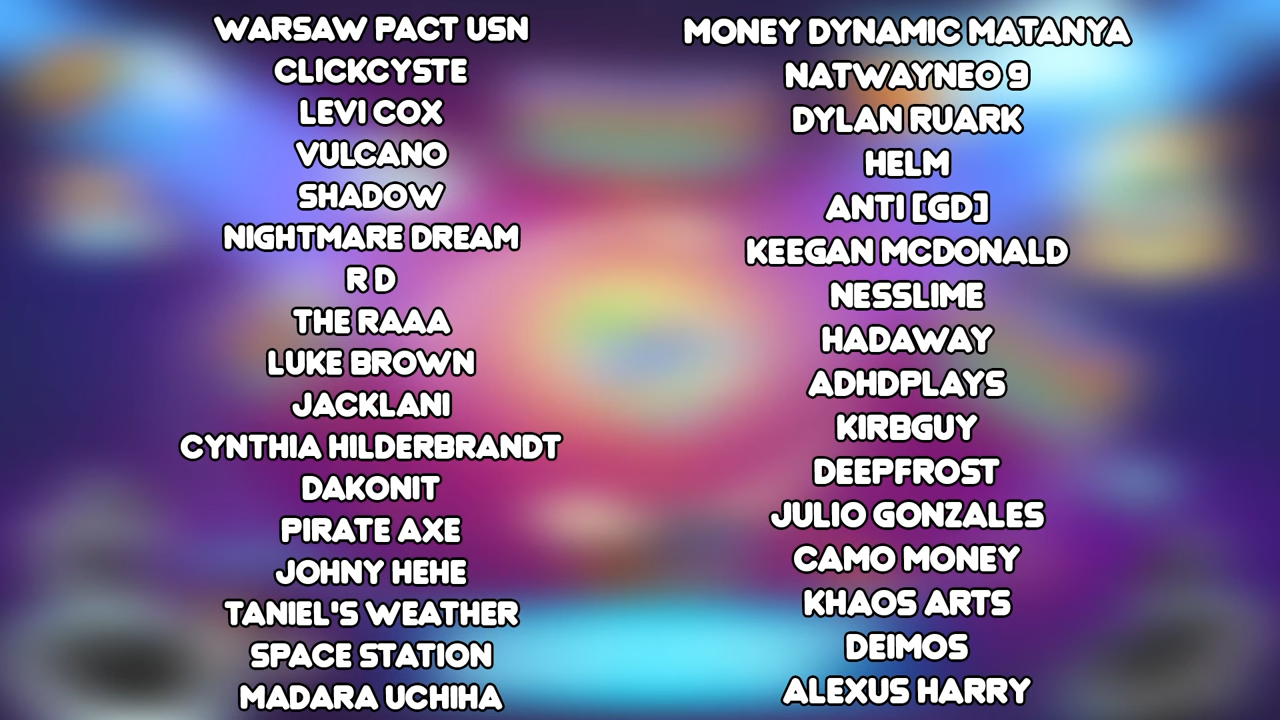 WARSAW PACT USN
CLICKCYSTE
LEVI COX
VULCANO
SHADOW
NIGHTMARE DREAM
R D
THE RAAA
LUKE BROWN
JACKLANI
CYNTHIA HILDERBRANDT
DAKONIT
PIRATE AXE
JOHNY HEHE
TANIEL'S WEATHER
SPACE STATION
MADARA UCHIHA
MONEY DYNAMIC MATANYA
NATWAYNEO 9
DYLAN RUARK
HELM
ANTI [GD]
KEEGAN MCDONALD
NESSLIME
HADAWAY
ADHDPLAYS
KIRBGUY
DEEPFROST
JULIO GONZALES
CAMO MONEY
KHAOS ARTS
DEIMOS
ALEXUS HARRY